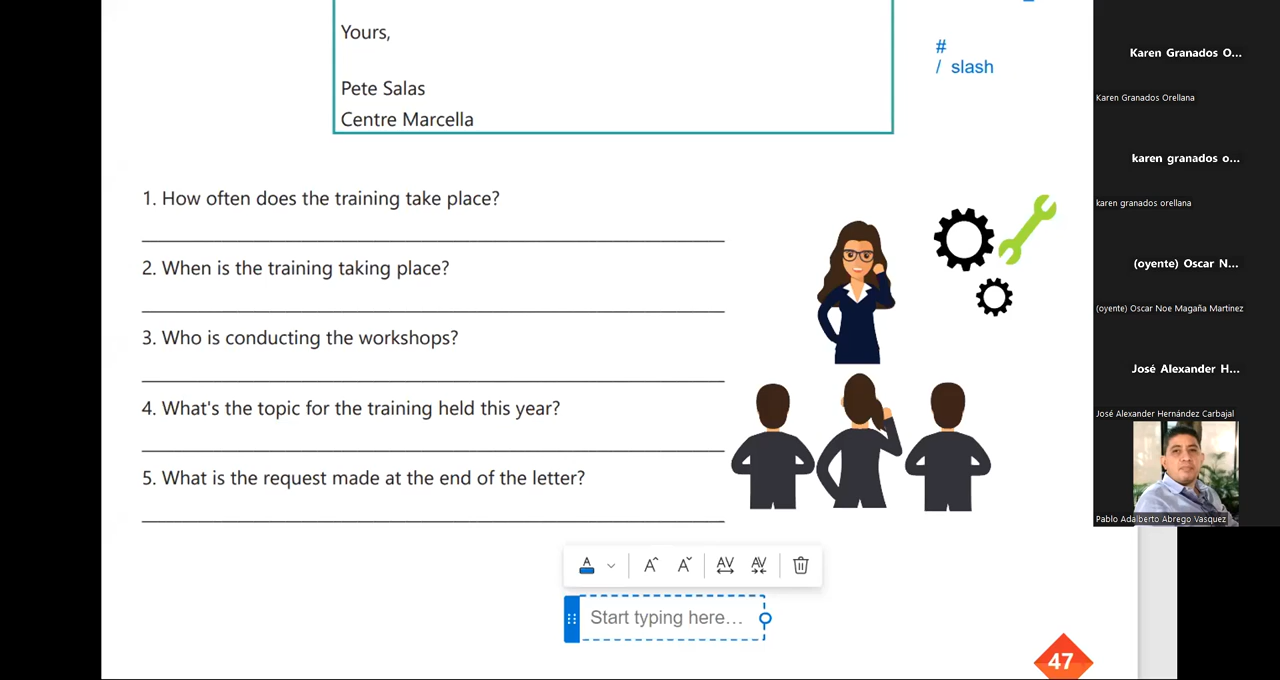 Yours,
Pete Salas
Centre Marcella
#
/ slash
1. How often does the training take place?
2. When is the training taking place?
3. Who is conducting the workshops?
4. What's the topic for the training held this year?
5. What is the request made at the end of the letter?
Start typing here...
47
Karen Granados O...
Karen Granados Orellana
karen granados o...
karen granados orellana
(oyente) Oscar N...
(oyente) Oscar Noe Magaña Martinez
José Alexander H...
José Alexander Hernández Carbajal
Pablo Adalberto Abrego Vasquez
A
A
A
AV
AV